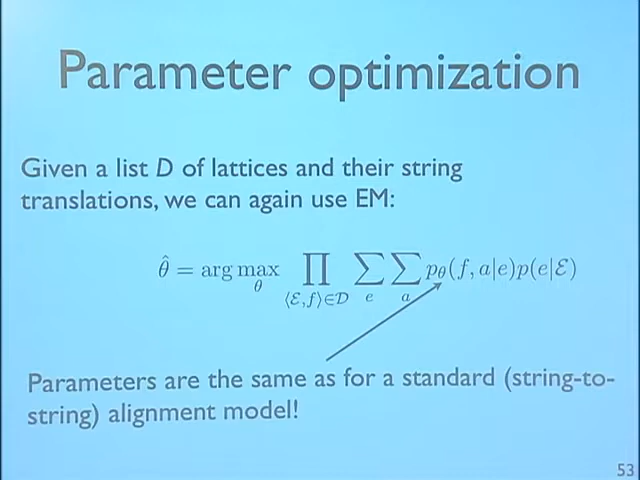 Parameter optimization
Given a list D of lattices and their string
translations, we can again use EM:
θ̂ = arg max_θ ∏_{⟨ℰ,f⟩∈𝒟} ∑_e ∑_a p_θ(f, a|e)p(e|ℰ)
Parameters are the same as for a standard (string-to-
string) alignment model!
53